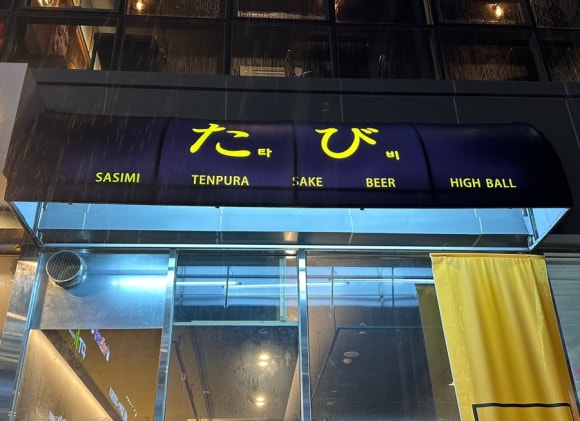 た타 び비
SASIMI TENPURA SAKE BEER HIGH BALL